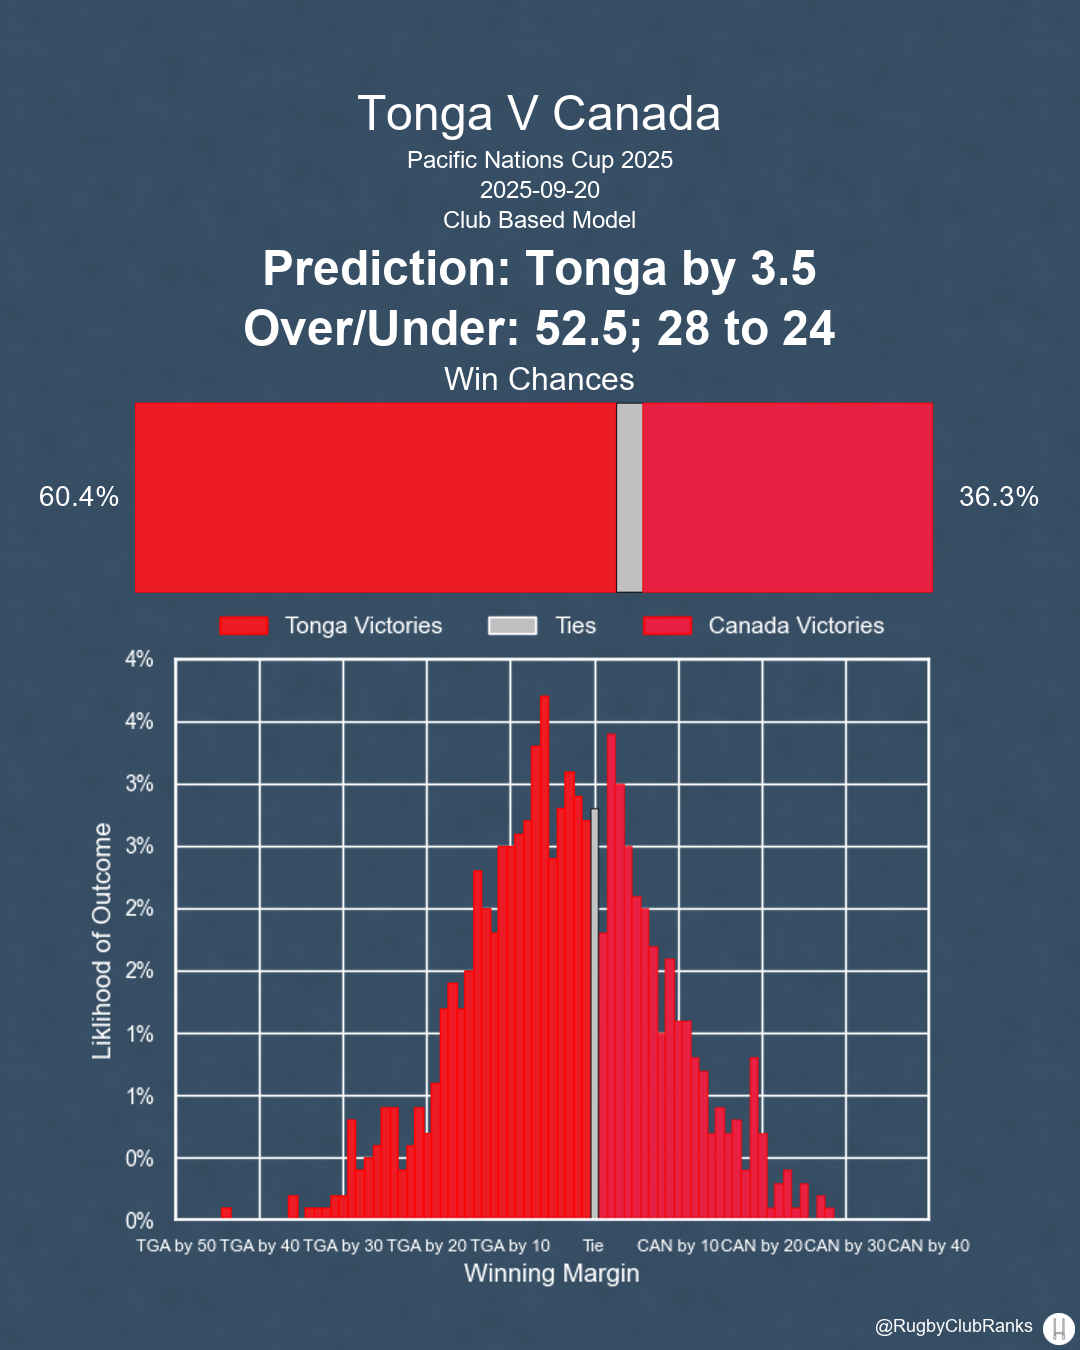 Tonga V Canada
Pacific Nations Cup 2025
2025-09-20
Club Based Model
Prediction: Tonga by 3.5
Over/Under: 52.5; 28 to 24
Win Chances
60.4%
36.3%
Tonga Victories Ties Canada Victories
4%
4%
3%
3%
2%
2%
1%
1%
0%
0%
Liklihood of Outcome
TGA by 50 TGA by 40 TGA by 30 TGA by 20 TGA by 10 Tie CAN by 10 CAN by 20 CAN by 30 CAN by 40
Winning Margin
@RugbyClubRanks